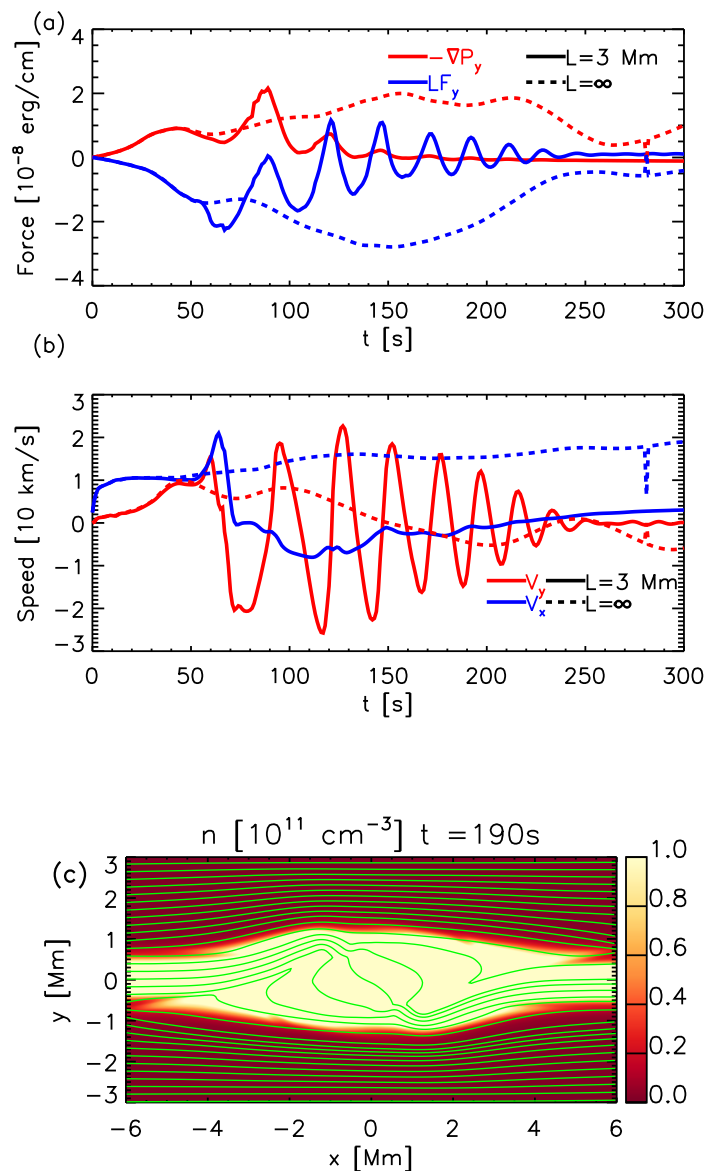 (a)
−∇P_y L=3 Mm
LF_y L=∞
Force [10^-8 erg/cm]
4
2
0
−2
−4
0 50 100 150 200 250 300
t [s]
(b)
Speed [10 km/s]
3
2
1
0
−1
−2
−3
V_y L=3 Mm
V_x L=∞
0 50 100 150 200 250 300
t [s]
n [10^11 cm^-3] t =190s
(c)
y [Mm]
3
2
1
0
−1
−2
−3
−6 −4 −2 0 2 4 6
x [Mm]
1.0
0.8
0.6
0.4
0.2
0.0